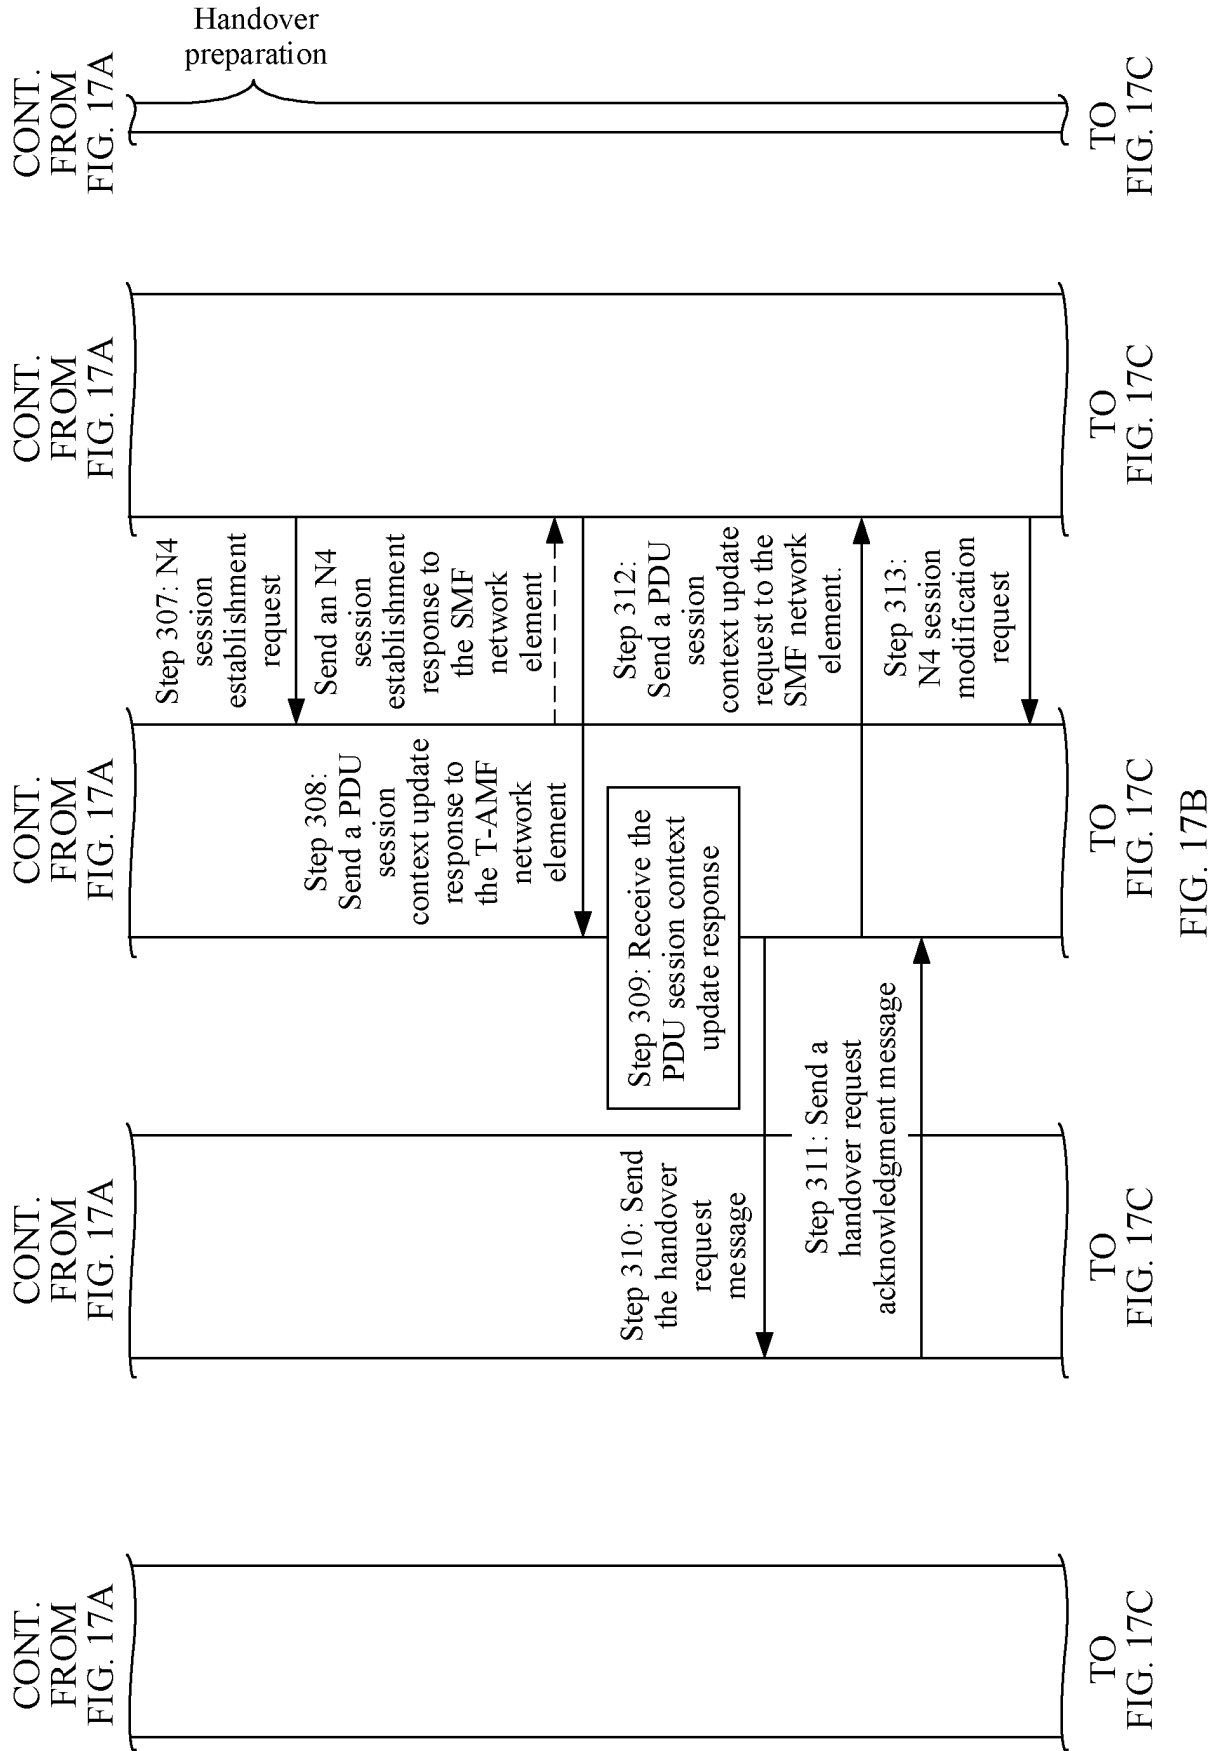 CONT.
FROM
FIG. 17A
CONT.
FROM
FIG. 17A
CONT.
FROM
FIG. 17A
CONT.
FROM
FIG. 17A
CONT.
FROM
FIG. 17A
Handover
preparation
Step 307: N4
session
establishment
request
Send an N4
session
establishment
response to
the SMF
network
element
Step 308:
Send a PDU
session
context update
response to
the T-AMF
network
element
Step 309: Receive the
PDU session context
update response
Step 310: Send
the handover
request
message
Step 311: Send a
handover request
acknowledgment message
Step 312:
Send a PDU
session
context update
request to the
SMF network
element.
Step 313:
N4 session
modification
request
TO
FIG. 17C
TO
FIG. 17C
TO
FIG. 17C
TO
FIG. 17C
TO
FIG. 17C
FIG. 17B